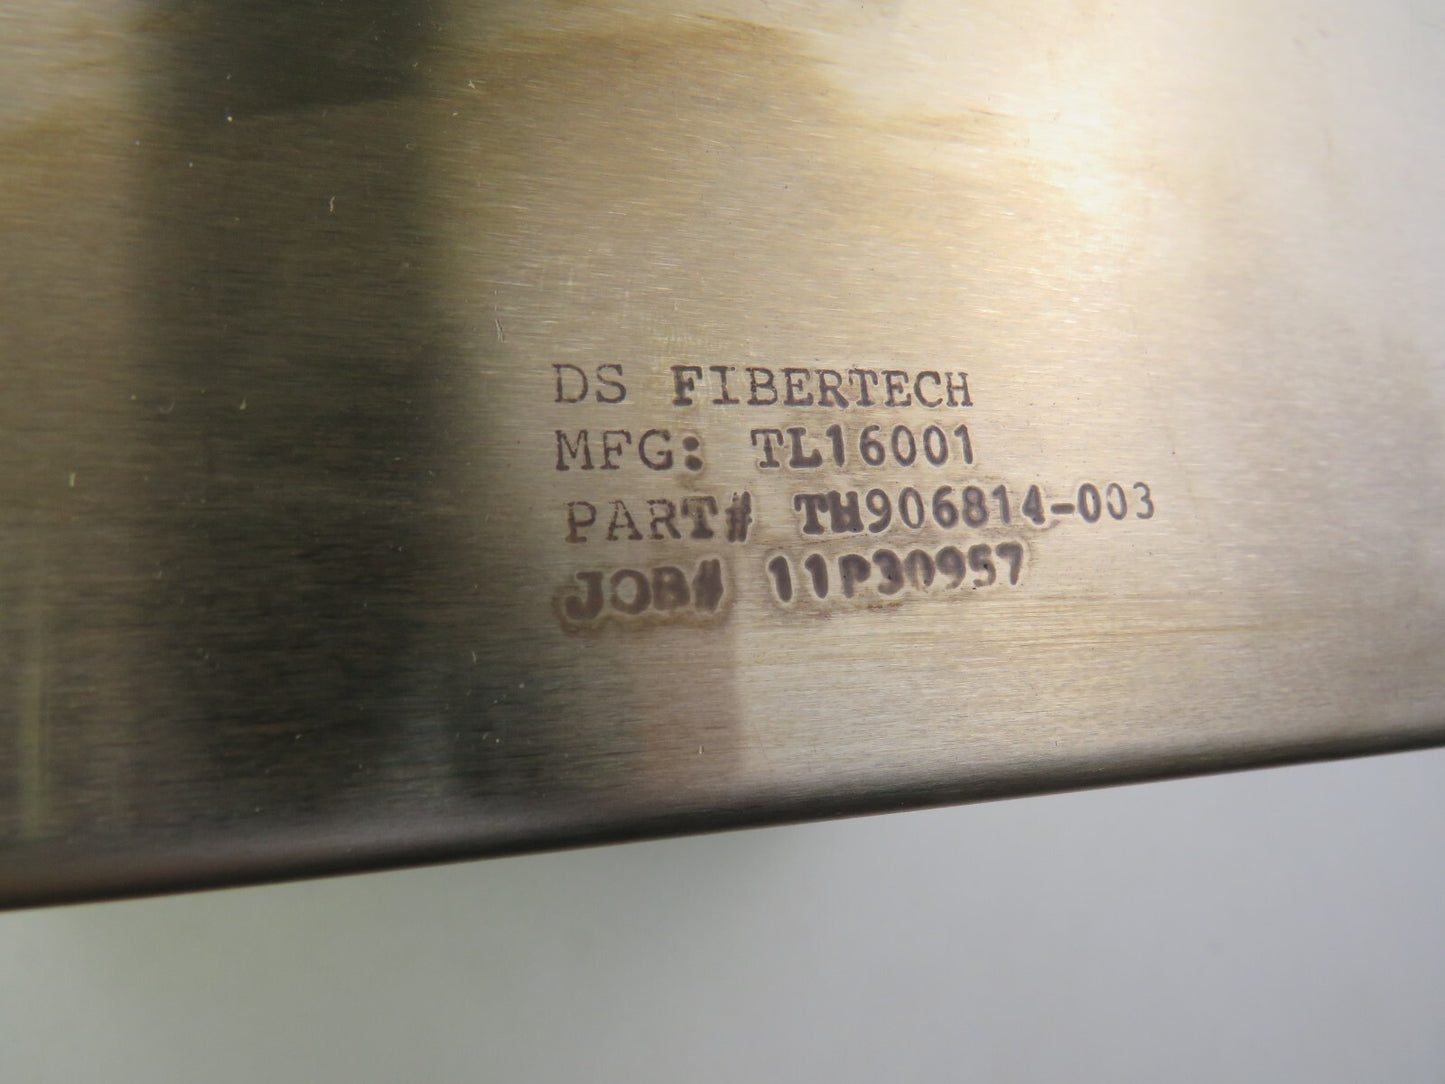 DS FIBERTECH
MFG: TL16001
PART# TH906814-003
JOB# 11P30957